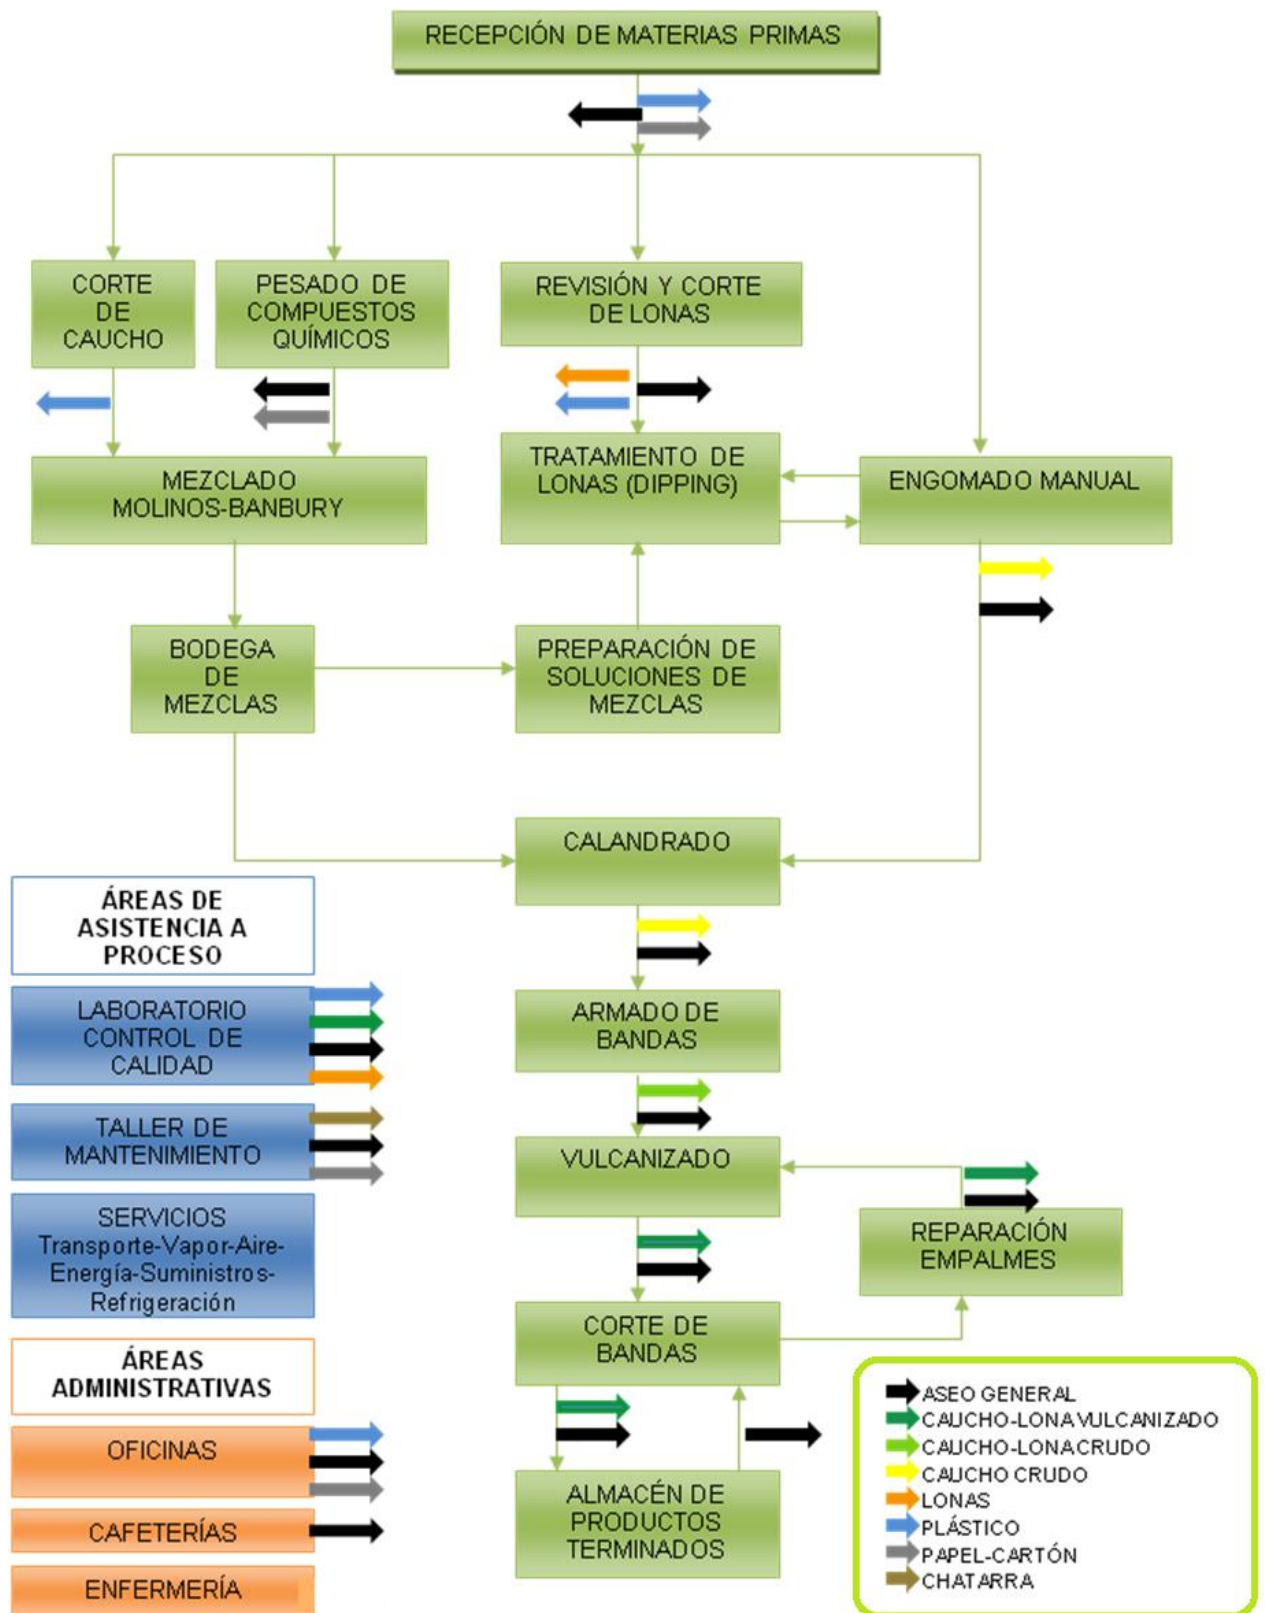 RECEPCIÓN DE MATERIAS PRIMAS
CORTE
DE
CAUCHO
PESADO DE
COMPUESTOS
QUÍMICOS
REVISIÓN Y CORTE
DE LONAS
MEZCLADO
MOLINOS-BANBURY
TRATAMIENTO DE
LONAS (DIPPING)
ENGOMADO MANUAL
BODEGA
DE
MEZCLAS
PREPARACIÓN DE
SOLUCIONES DE
MEZCLAS
CALANDRADO
ÁREAS DE
ASISTENCIA A
PROCESO
LABORATORIO
CONTROL DE
CALIDAD
ARMADO DE
BANDAS
TALLER DE
MANTENIMIENTO
VULCANIZADO
SERVICIOS
Transporte-Vapor-Aire-
Energía-Suministros-
Refrigeración
REPARACIÓN
EMPALMES
CORTE DE
BANDAS
ÁREAS
ADMINISTRATIVAS
OFICINAS
CAFETERÍAS
ENFERMERÍA
ALMACÉN DE
PRODUCTOS
TERMINADOS
ASEO GENERAL
CAUCHO-LONA VULCANIZADO
CAUCHO-LONA CRUDO
CAUCHO CRUDO
LONAS
PLÁSTICO
PAPEL-CARTÓN
CHATARRA